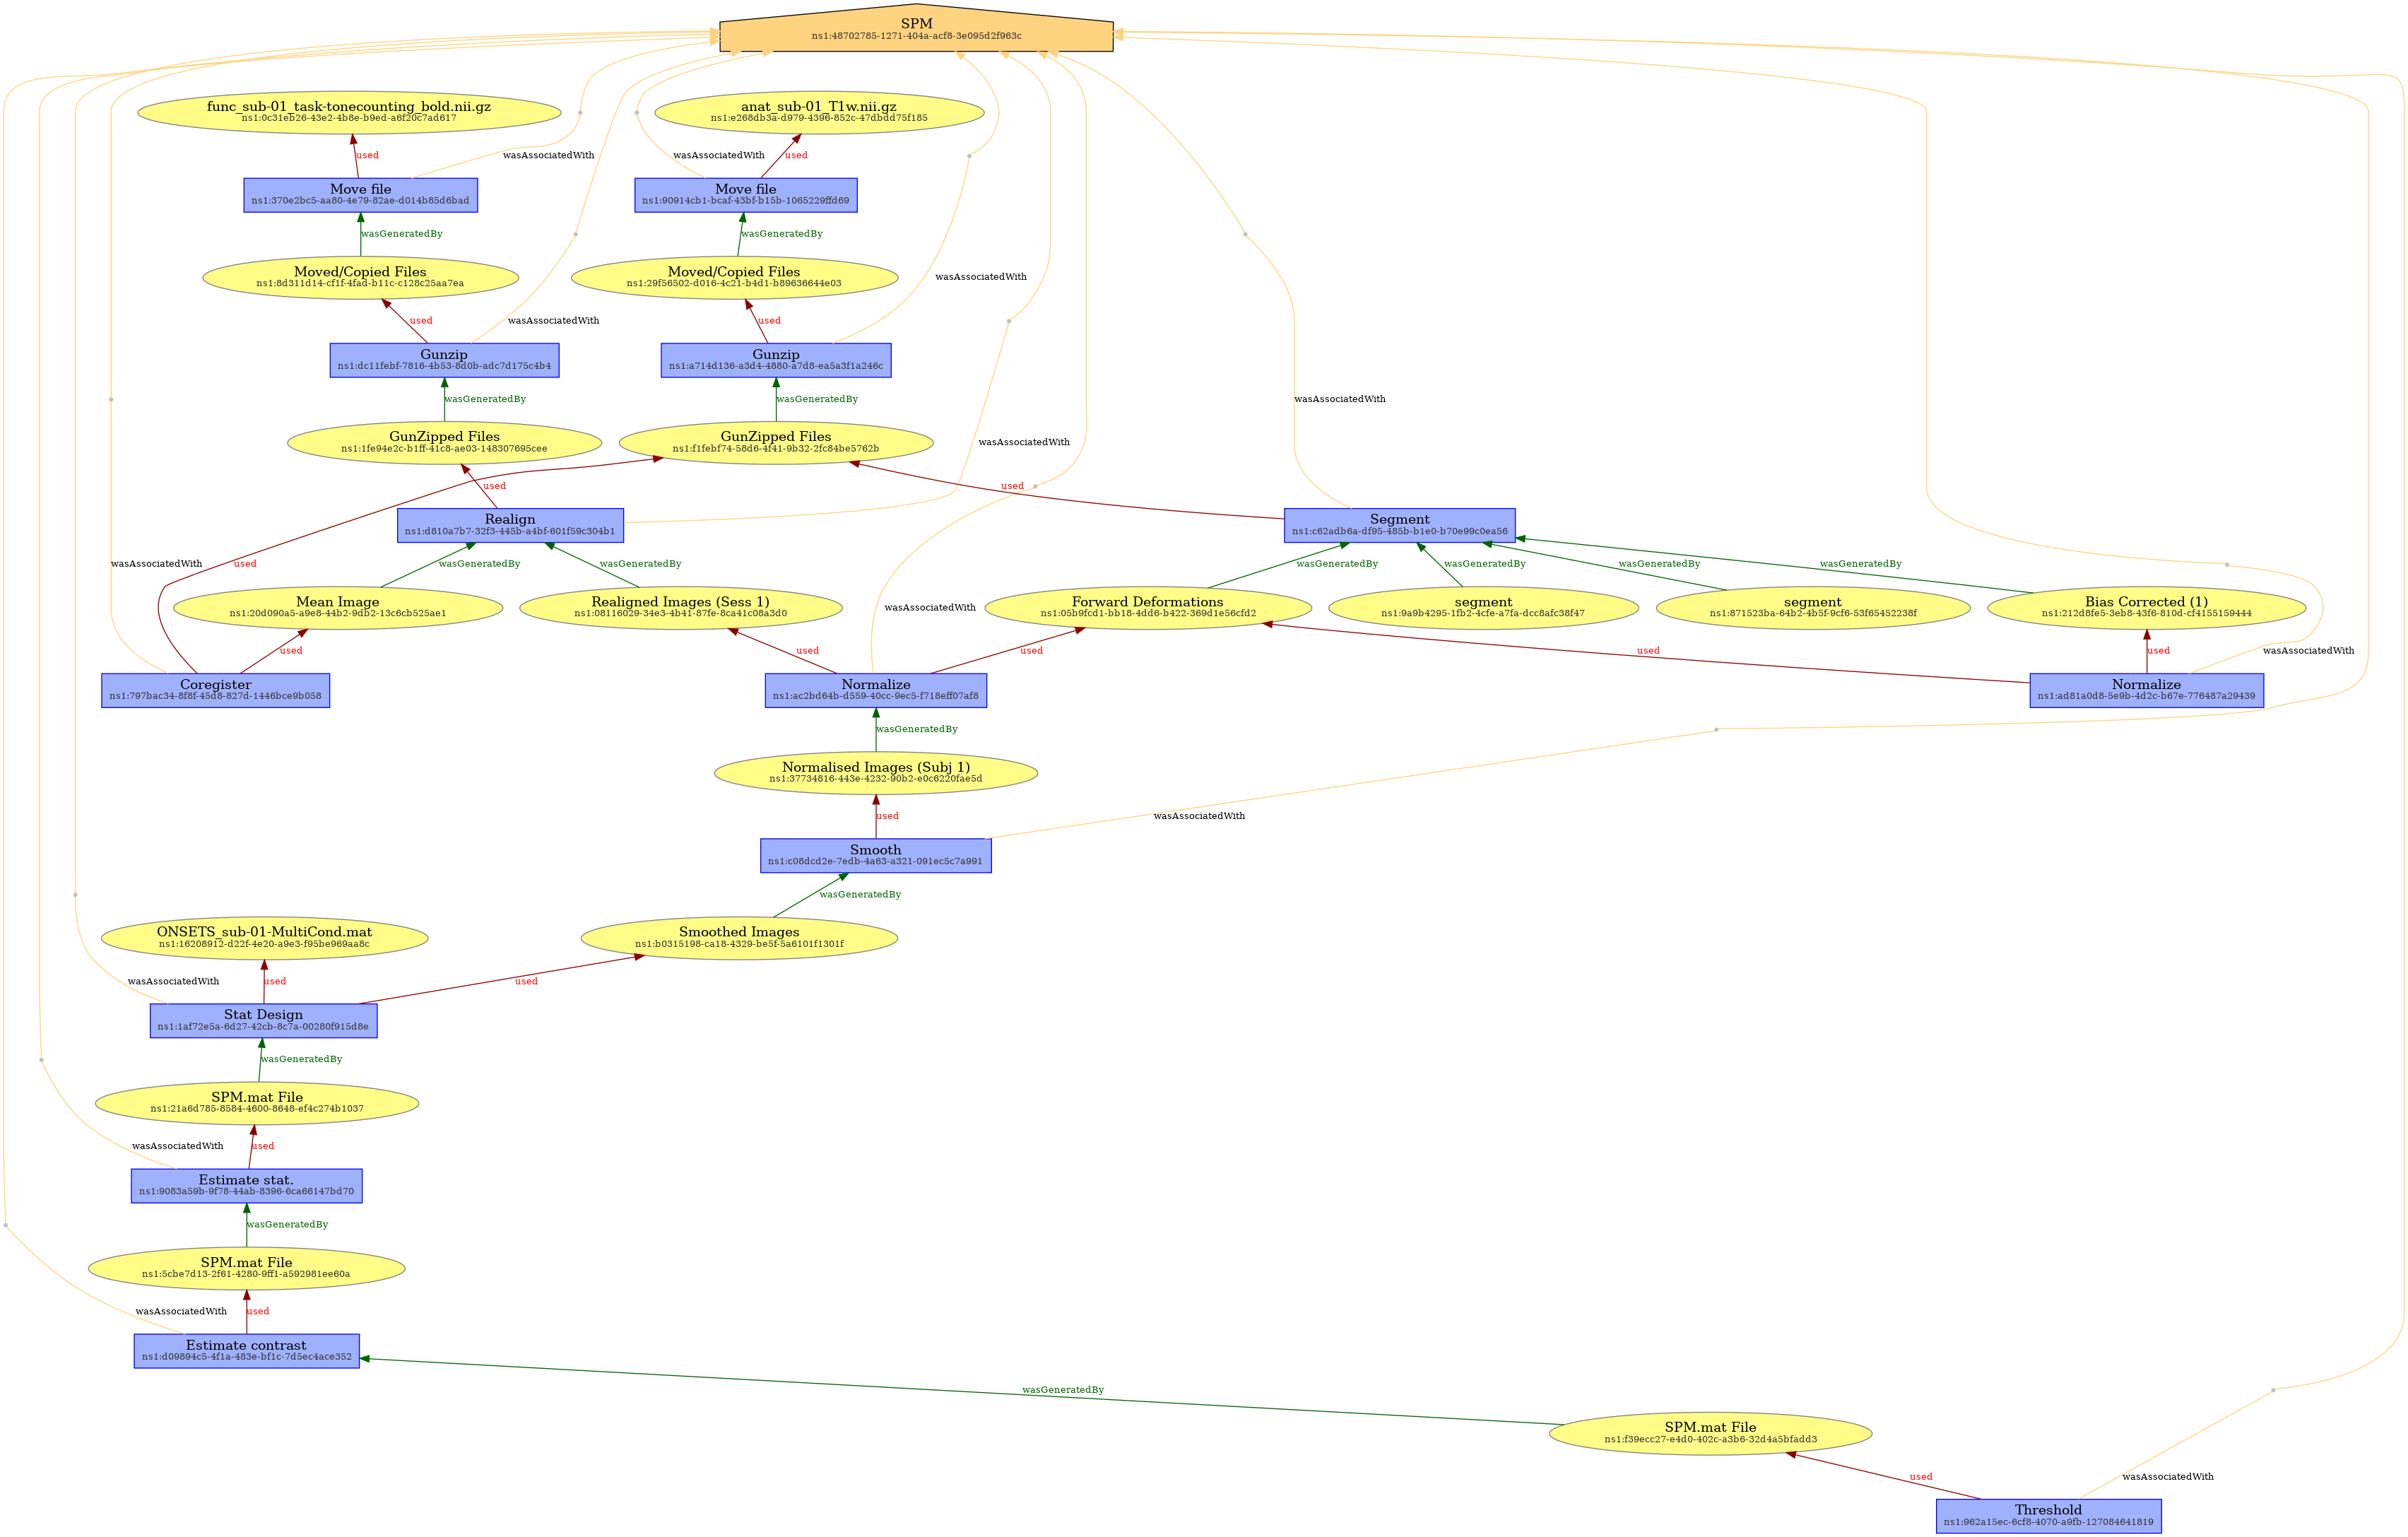 SPM
ns1:48702785-1271-404a-acf8-3e095d2f963c
func_sub-01_task-tonecounting_bold.nii.gz
ns1:0c31eb26-43e2-4b8e-b9ed-a6f20c7ad617
anat_sub-01_T1w.nii.gz
ns1:e268db3a-d979-4396-852c-47dbdd75f185
used
wasAssociatedWith
wasAssociatedWith
used
Move file
ns1:370e2bc5-aa80-4e79-82ae-d014b85d6bad
Move file
ns1:90914cb1-bcaf-43bf-b15b-1065229ffd69
wasGeneratedBy
wasGeneratedBy
Moved/Copied Files
ns1:8d311d14-cf1f-4fad-b11c-c128c25aa7ea
Moved/Copied Files
ns1:29f56502-d016-4c21-b4d1-b89636644e03
wasAssociatedWith
used
wasAssociatedWith
used
Gunzip
ns1:dc11febf-7816-4b53-8d0b-adc7d175c4b4
Gunzip
ns1:a714d136-a3d4-4880-a7d8-ea5a3f1a246c
wasGeneratedBy
wasGeneratedBy
wasAssociatedWith
GunZipped Files
ns1:1fe94e2c-b1ff-41c8-ae03-148307695cee
GunZipped Files
ns1:f1febf74-58d6-4f41-9b32-2fc84be5762b
wasAssociatedWith
used
used
Realign
ns1:d810a7b7-32f3-445b-a4bf-601f59c304b1
Segment
ns1:c62adb6a-df95-485b-b1e0-b70e99c0ea56
wasAssociatedWith
used
wasGeneratedBy
wasGeneratedBy
wasGeneratedBy
wasGeneratedBy
wasGeneratedBy
wasGeneratedBy
Mean Image
ns1:20d090a5-a9e8-44b2-9db2-13c6cb525ae1
Realigned Images (Sess 1)
ns1:08116029-34e3-4b41-87fe-8ca41c08a3d0
wasAssociatedWith
Forward Deformations
ns1:05b9fcd1-bb18-4dd6-b422-369d1e56cfd2
segment
ns1:9a9b4295-1fb2-4cfe-a7fa-dcc8afc38f47
segment
ns1:871523ba-64b2-4b5f-9cf6-53f65452238f
Bias Corrected (1)
ns1:212d8fe5-3eb8-43f6-810d-cf4155159444
used
used
used
used
used
wasAssociatedWith
Coregister
ns1:797bac34-8f8f-45d8-827d-1446bce9b058
Normalize
ns1:ac2bd64b-d559-40cc-9ec5-f718eff07af8
Normalize
ns1:ad81a0d8-5e9b-4d2c-b67e-776487a29439
wasGeneratedBy
Normalised Images (Subj 1)
ns1:37734816-443e-4232-90b2-e0c6220fae5d
used
wasAssociatedWith
Smooth
ns1:c08dcd2e-7edb-4a63-a321-091ec5c7a991
wasGeneratedBy
ONSETS_sub-01-MultiCond.mat
ns1:16208912-d22f-4e20-a9e3-f95be969aa8c
Smoothed Images
ns1:b0315198-ca18-4329-be5f-5a6101f1301f
wasAssociatedWith
used
used
Stat Design
ns1:1af72e5a-6d27-42cb-8c7a-00280f915d8e
wasGeneratedBy
SPM.mat File
ns1:21a6d785-8584-4600-8648-ef4c274b1037
wasAssociatedWith
used
Estimate stat.
ns1:9083a59b-9f78-44ab-8396-6ca66147bd70
wasGeneratedBy
SPM.mat File
ns1:5cbe7d13-2f61-4280-9ff1-a592981ee60a
wasAssociatedWith
used
Estimate contrast
ns1:d09894c5-4f1a-483e-bf1c-7d5ec4ace352
wasGeneratedBy
SPM.mat File
ns1:f39ecc27-e4d0-402c-a3b6-32d4a5bfadd3
used
wasAssociatedWith
Threshold
ns1:962a15ec-6cf8-4070-a9fb-127084641819